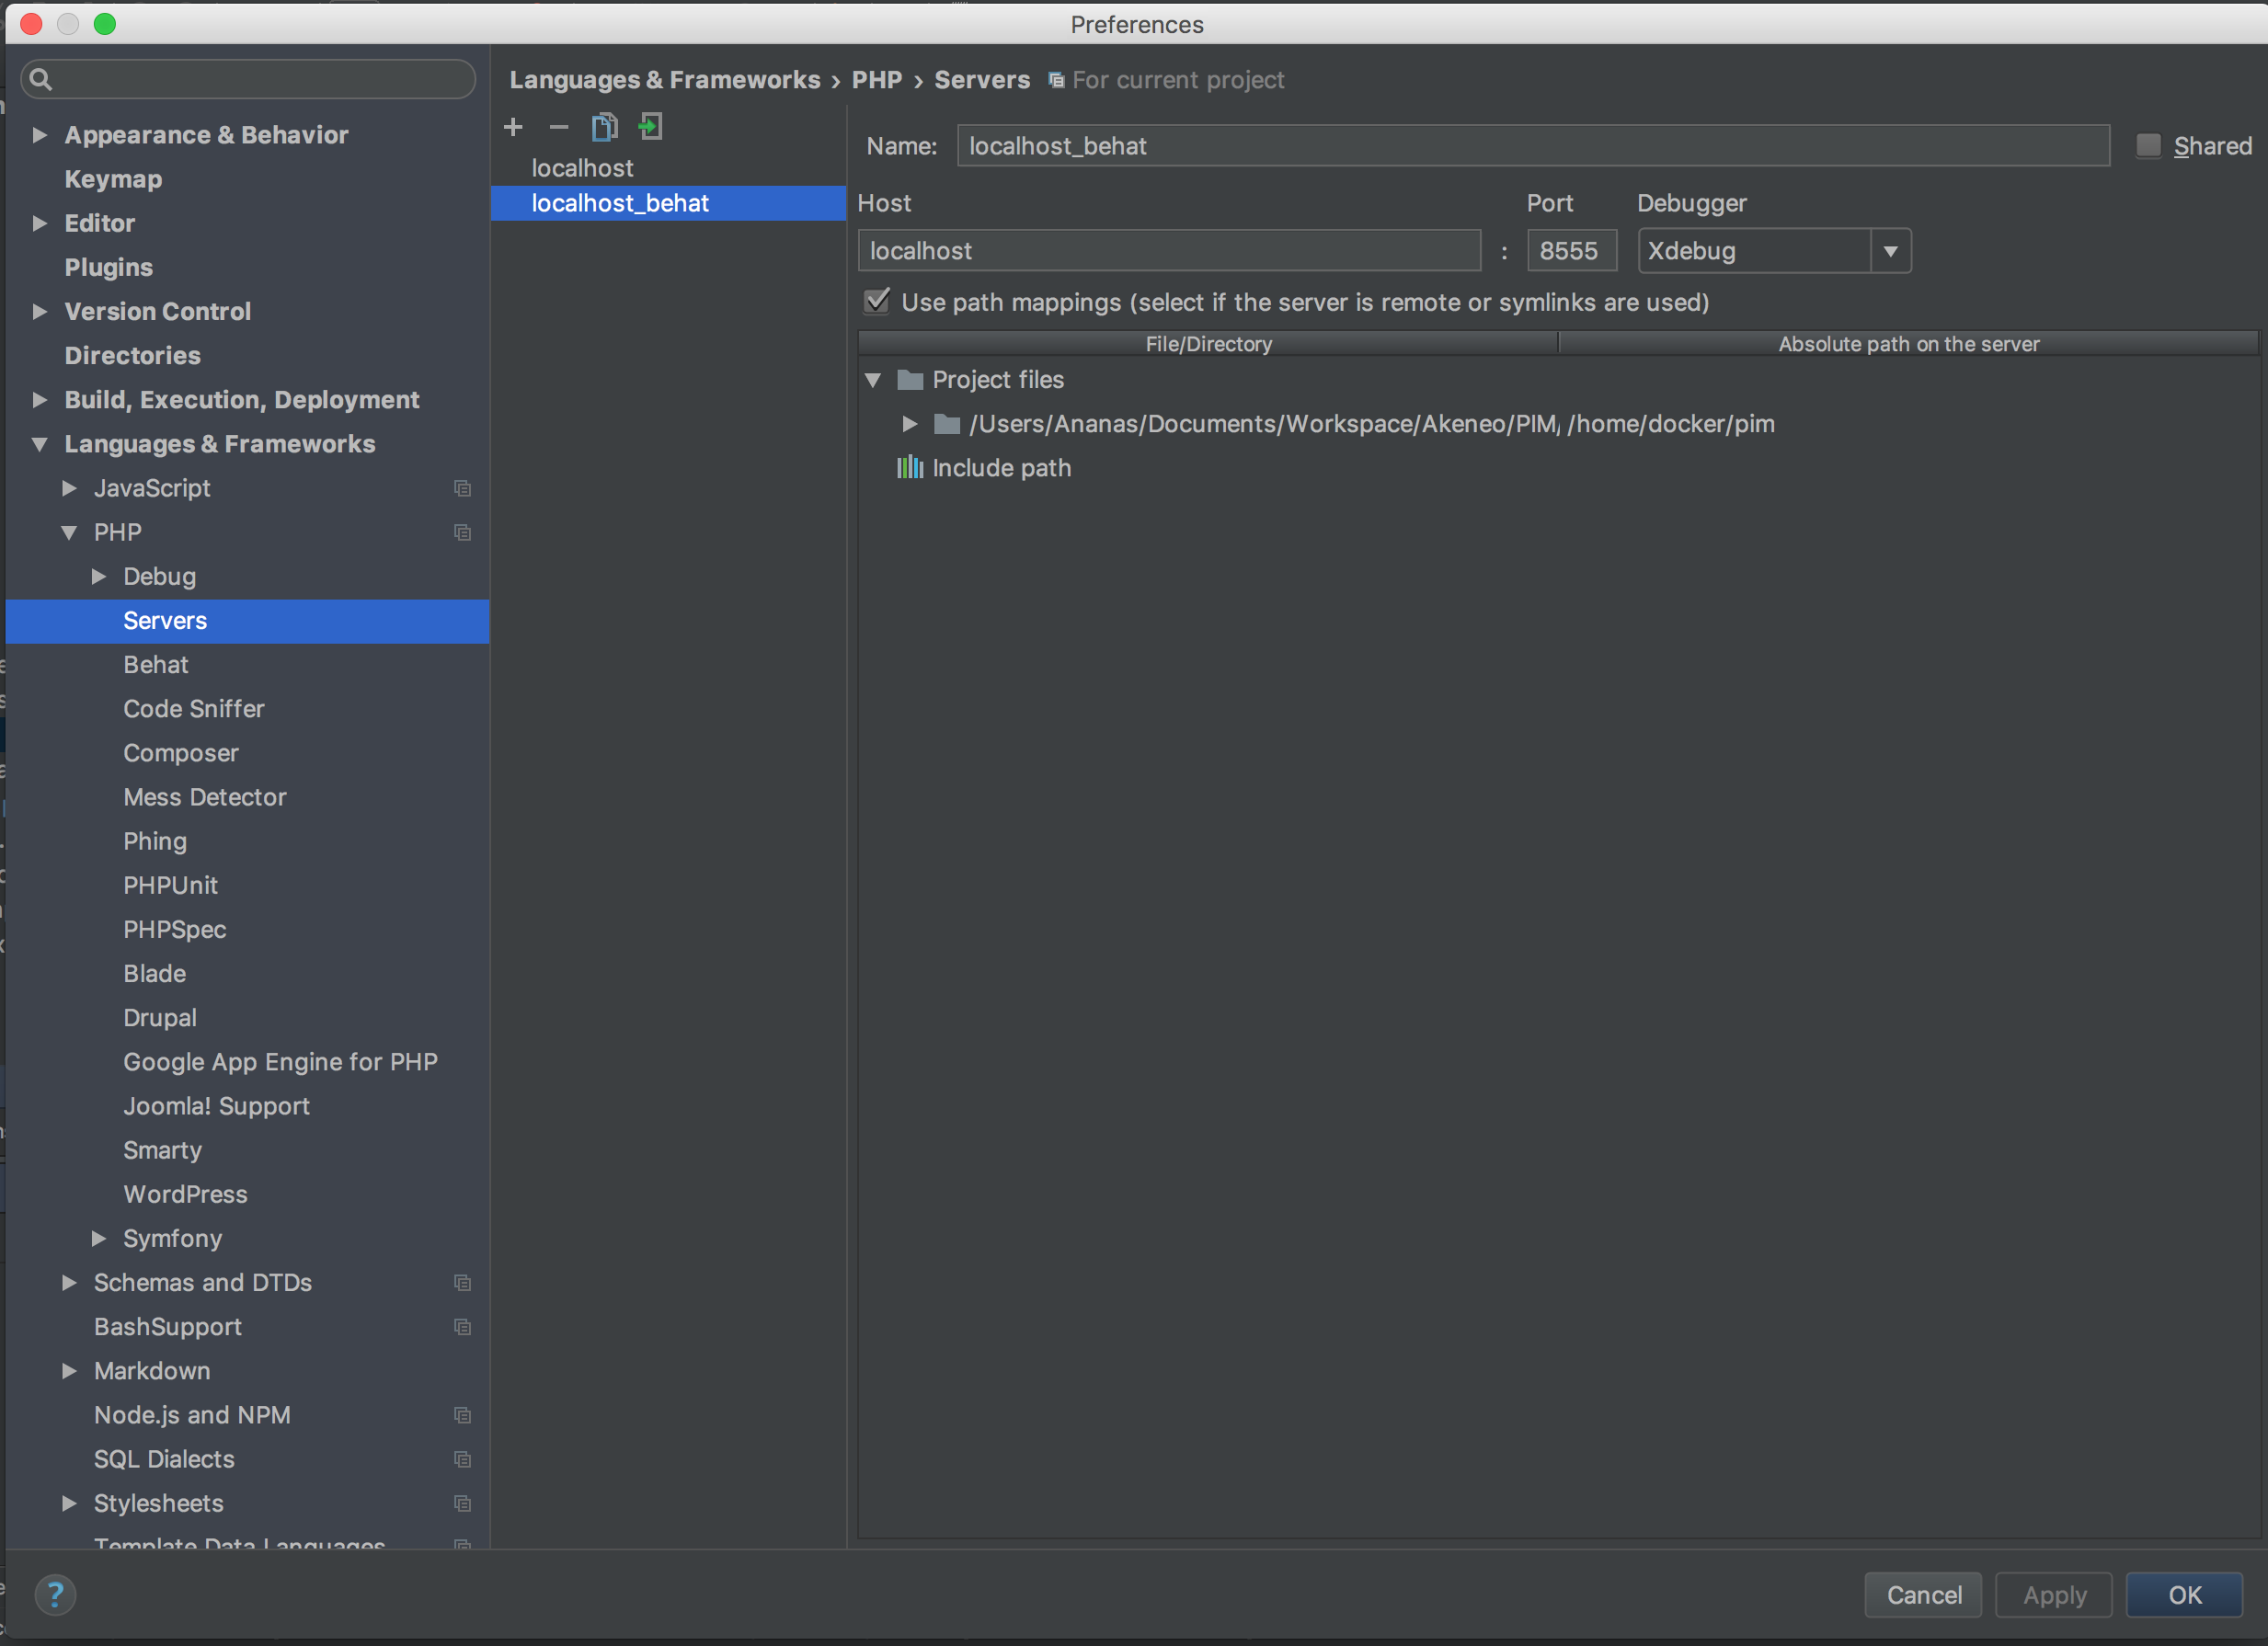 Preferences
Languages & Frameworks › PHP › Servers For current project
Appearance & Behavior
Keymap
Editor
Plugins
Version Control
Directories
Build, Execution, Deployment
Languages & Frameworks
JavaScript
PHP
Debug
Servers
Behat
Code Sniffer
Composer
Mess Detector
Phing
PHPUnit
PHPSpec
Blade
Drupal
Google App Engine for PHP
Joomla! Support
Smarty
WordPress
Symfony
Schemas and DTDs
BashSupport
Markdown
Node.js and NPM
SQL Dialects
Stylesheets
Template Data Languages
localhost
localhost_behat
Name: localhost_behat Shared
Host Port Debugger
localhost : 8555 Xdebug
Use path mappings (select if the server is remote or symlinks are used)
File/Directory Absolute path on the server
Project files
/Users/Ananas/Documents/Workspace/Akeneo/PIM/ /home/docker/pim
Include path
? Cancel Apply OK